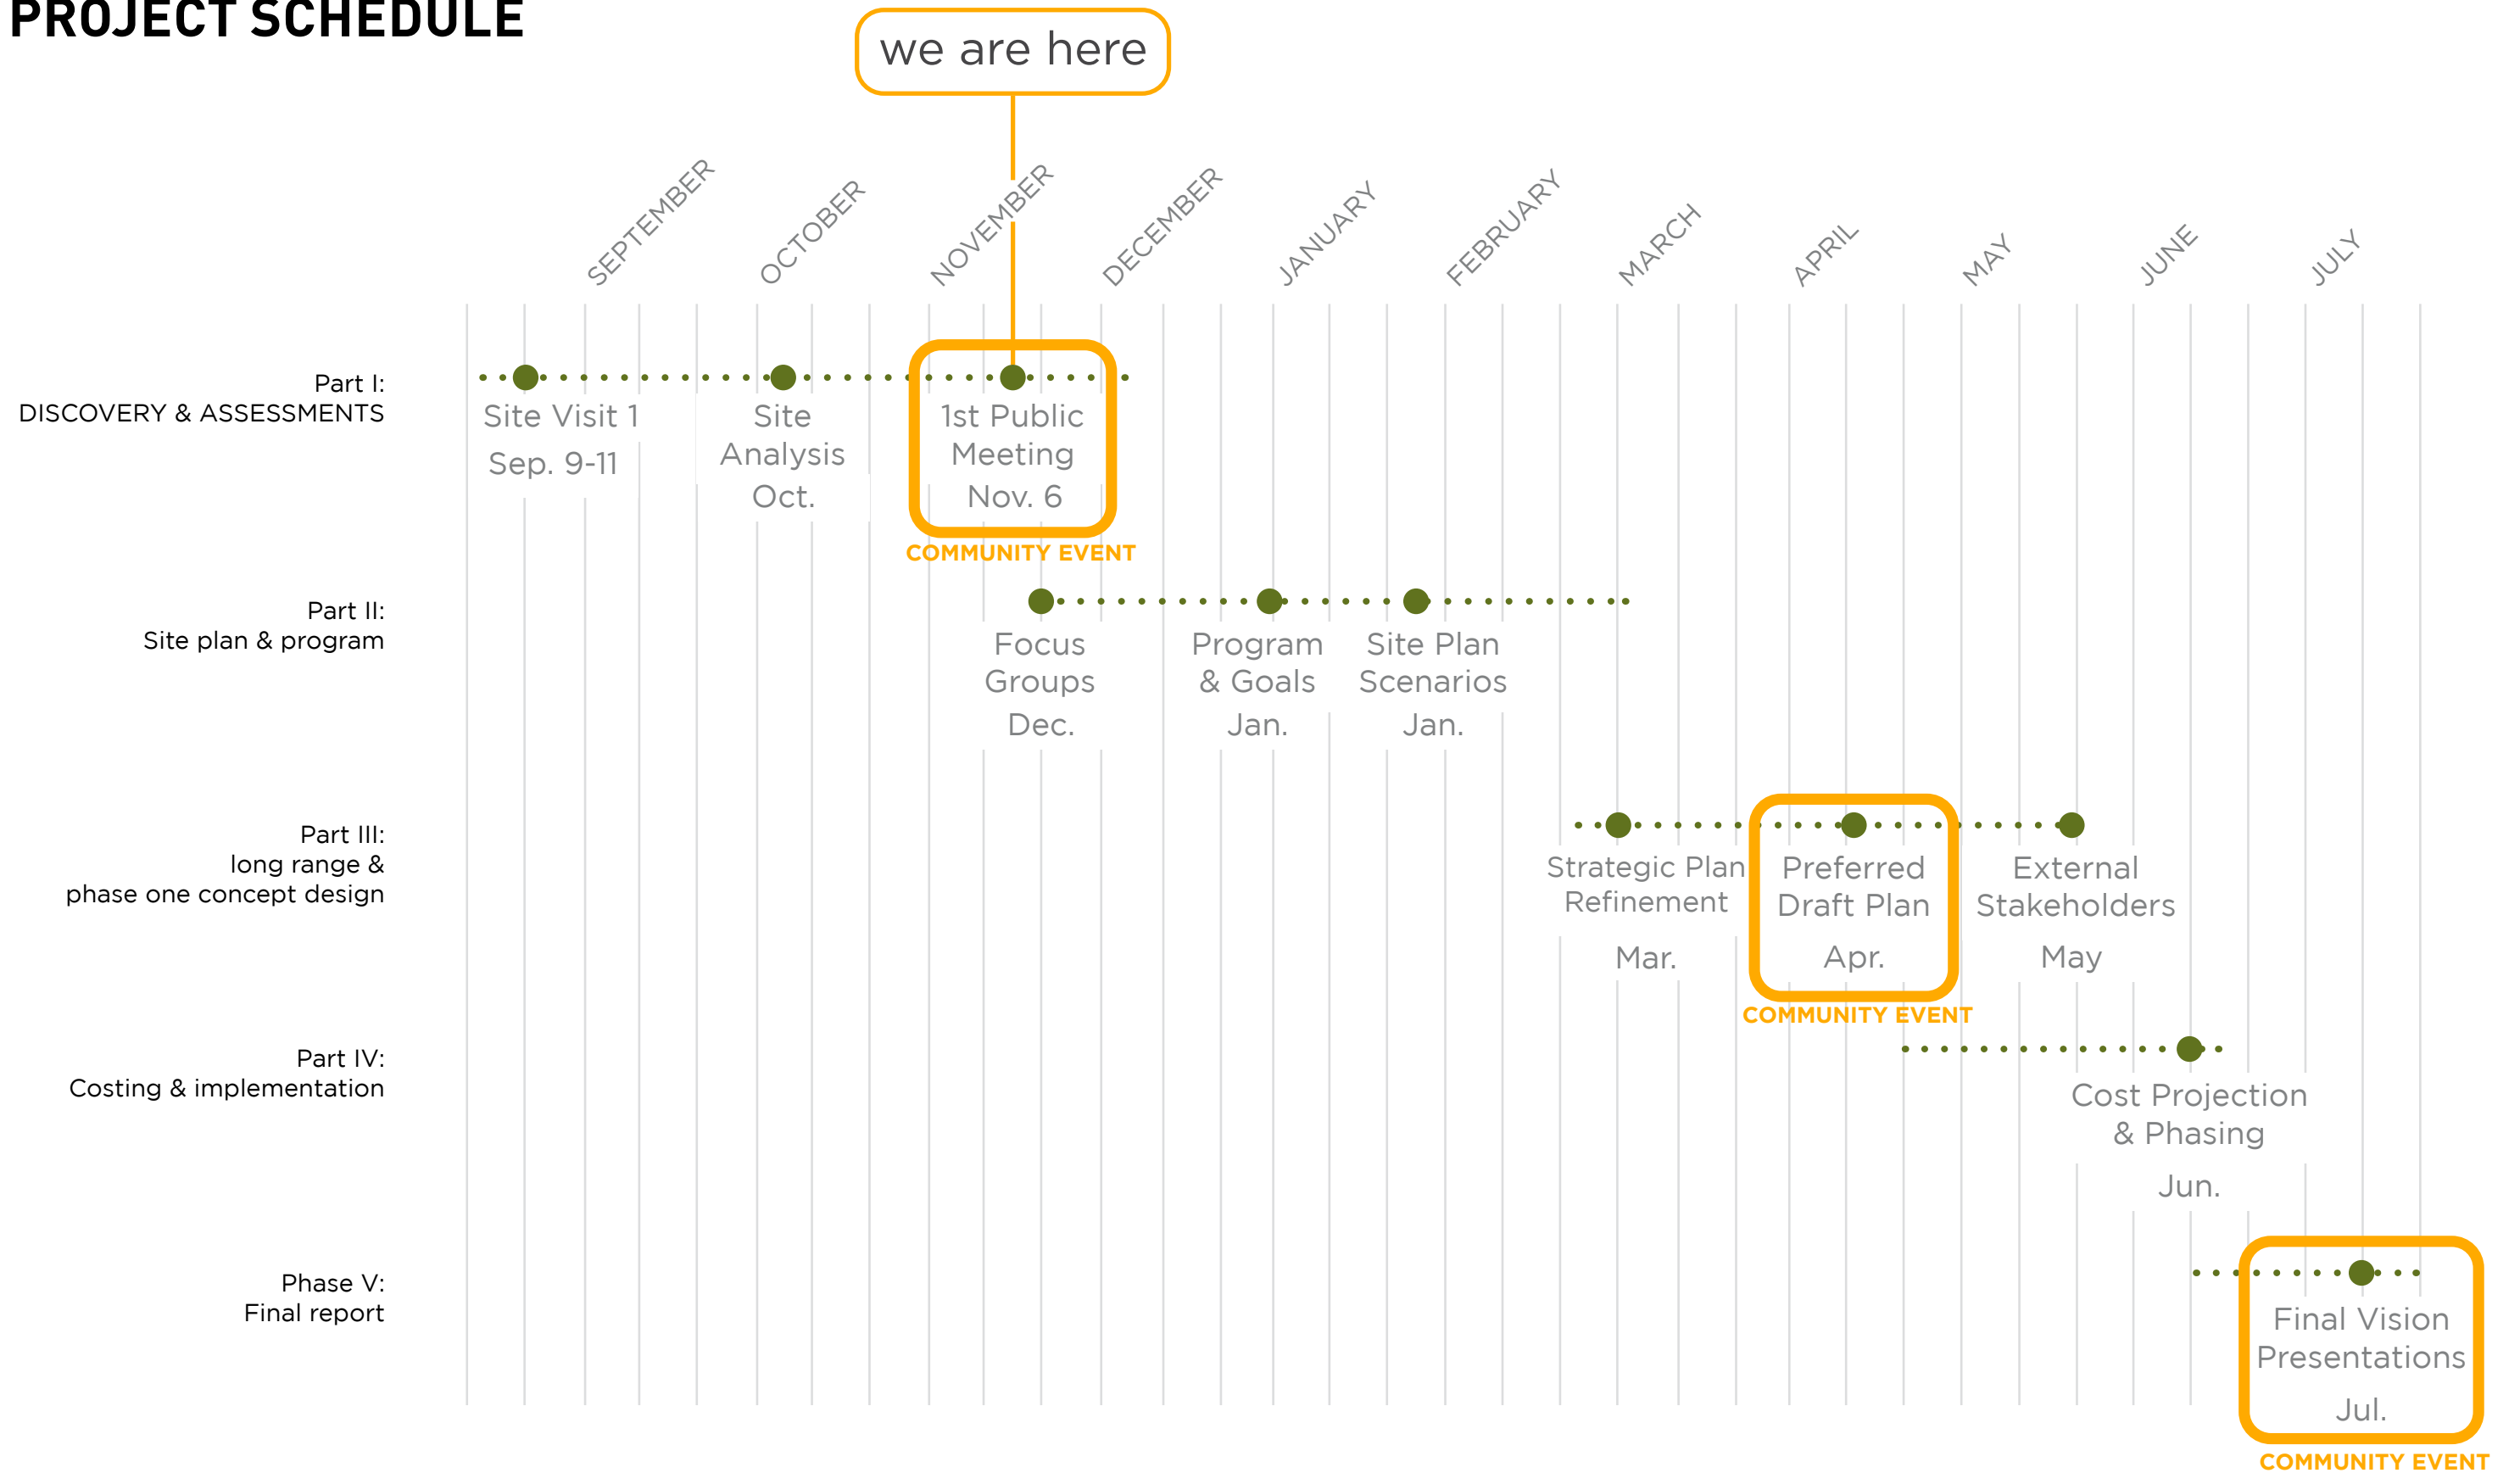 PROJECT SCHEDULE
we are here
SEPTEMBER
OCTOBER
NOVEMBER
DECEMBER
JANUARY
FEBRUARY
MARCH
APRIL
MAY
JUNE
JULY
Part I:
DISCOVERY & ASSESSMENTS
Site Visit 1
Sep. 9-11
Site
Analysis
Oct.
1st Public
Meeting
Nov. 6
COMMUNITY EVENT
Part II:
Site plan & program
Focus
Groups
Dec.
Program
& Goals
Jan.
Site Plan
Scenarios
Jan.
Part III:
long range &
phase one concept design
Strategic Plan
Refinement
Mar.
Preferred
Draft Plan
Apr.
COMMUNITY EVENT
External
Stakeholders
May
Part IV:
Costing & implementation
Cost Projection
& Phasing
Jun.
Phase V:
Final report
Final Vision
Presentations
Jul.
COMMUNITY EVENT